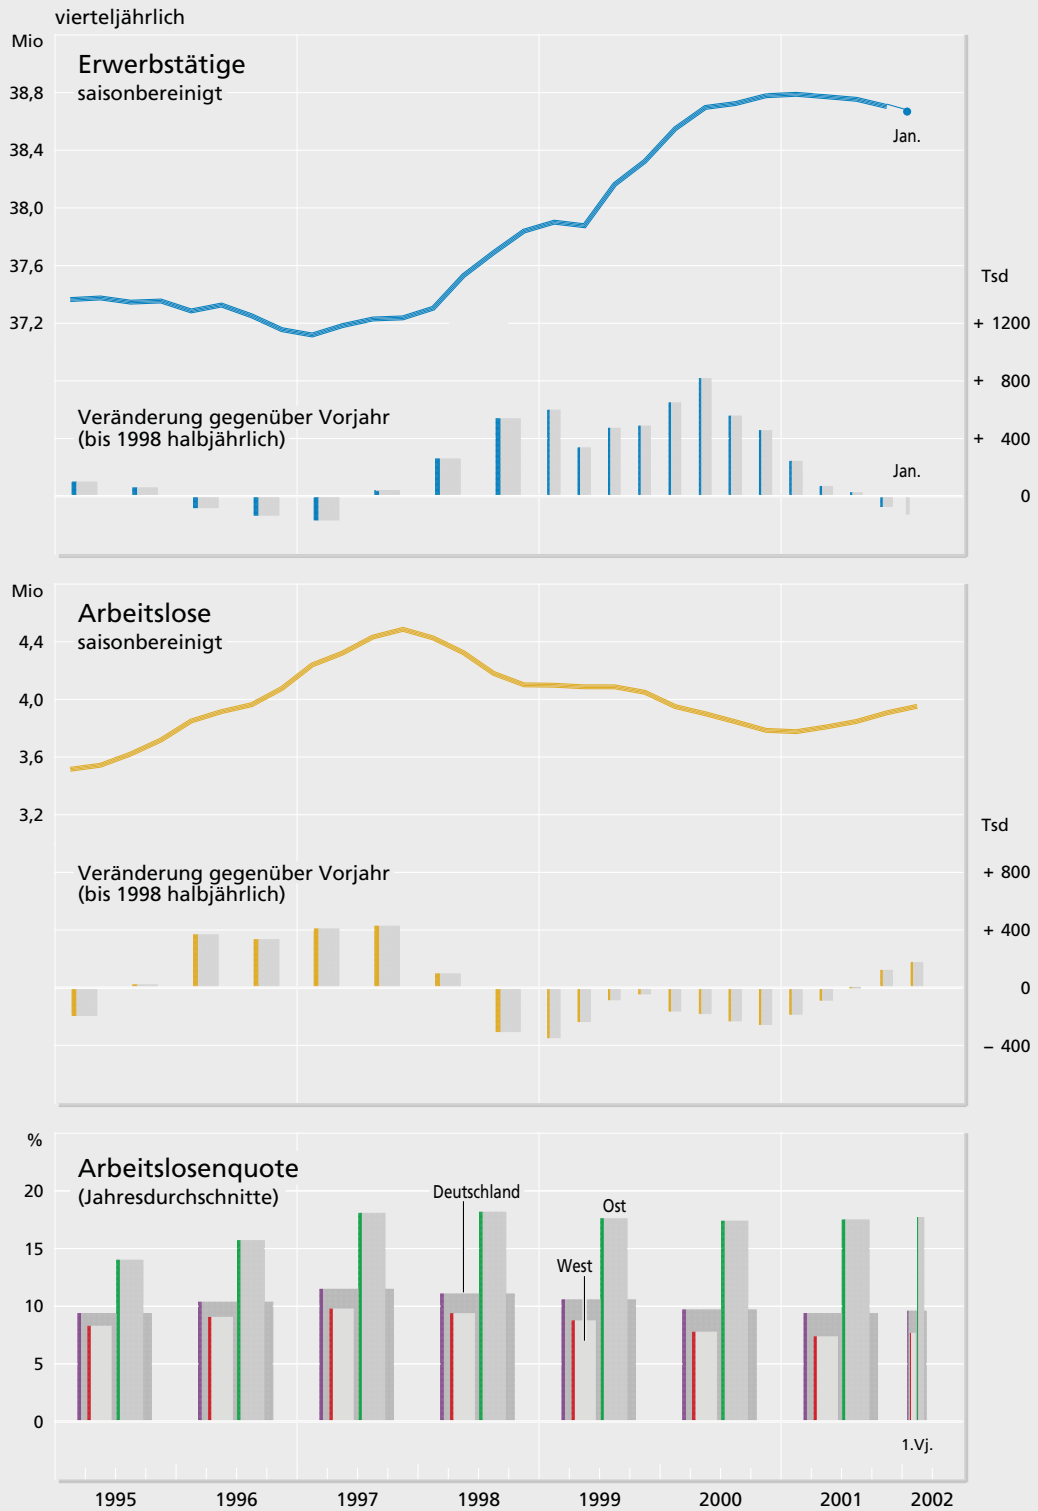 vierteljährlich
Mio
Erwerbstätige
saisonbereinigt
38,8
38,4
38,0
37,6
37,2
Jan.
Tsd
+ 1200
+ 800
+ 400
0
Veränderung gegenüber Vorjahr
(bis 1998 halbjährlich)
Jan.
Mio
Arbeitslose
saisonbereinigt
4,4
4,0
3,6
3,2
Tsd
+ 800
+ 400
0
– 400
Veränderung gegenüber Vorjahr
(bis 1998 halbjährlich)
%
Arbeitslosenquote
(Jahresdurchschnitte)
20
15
10
5
0
Deutschland
Ost
West
1.Vj.
1995 1996 1997 1998 1999 2000 2001 2002